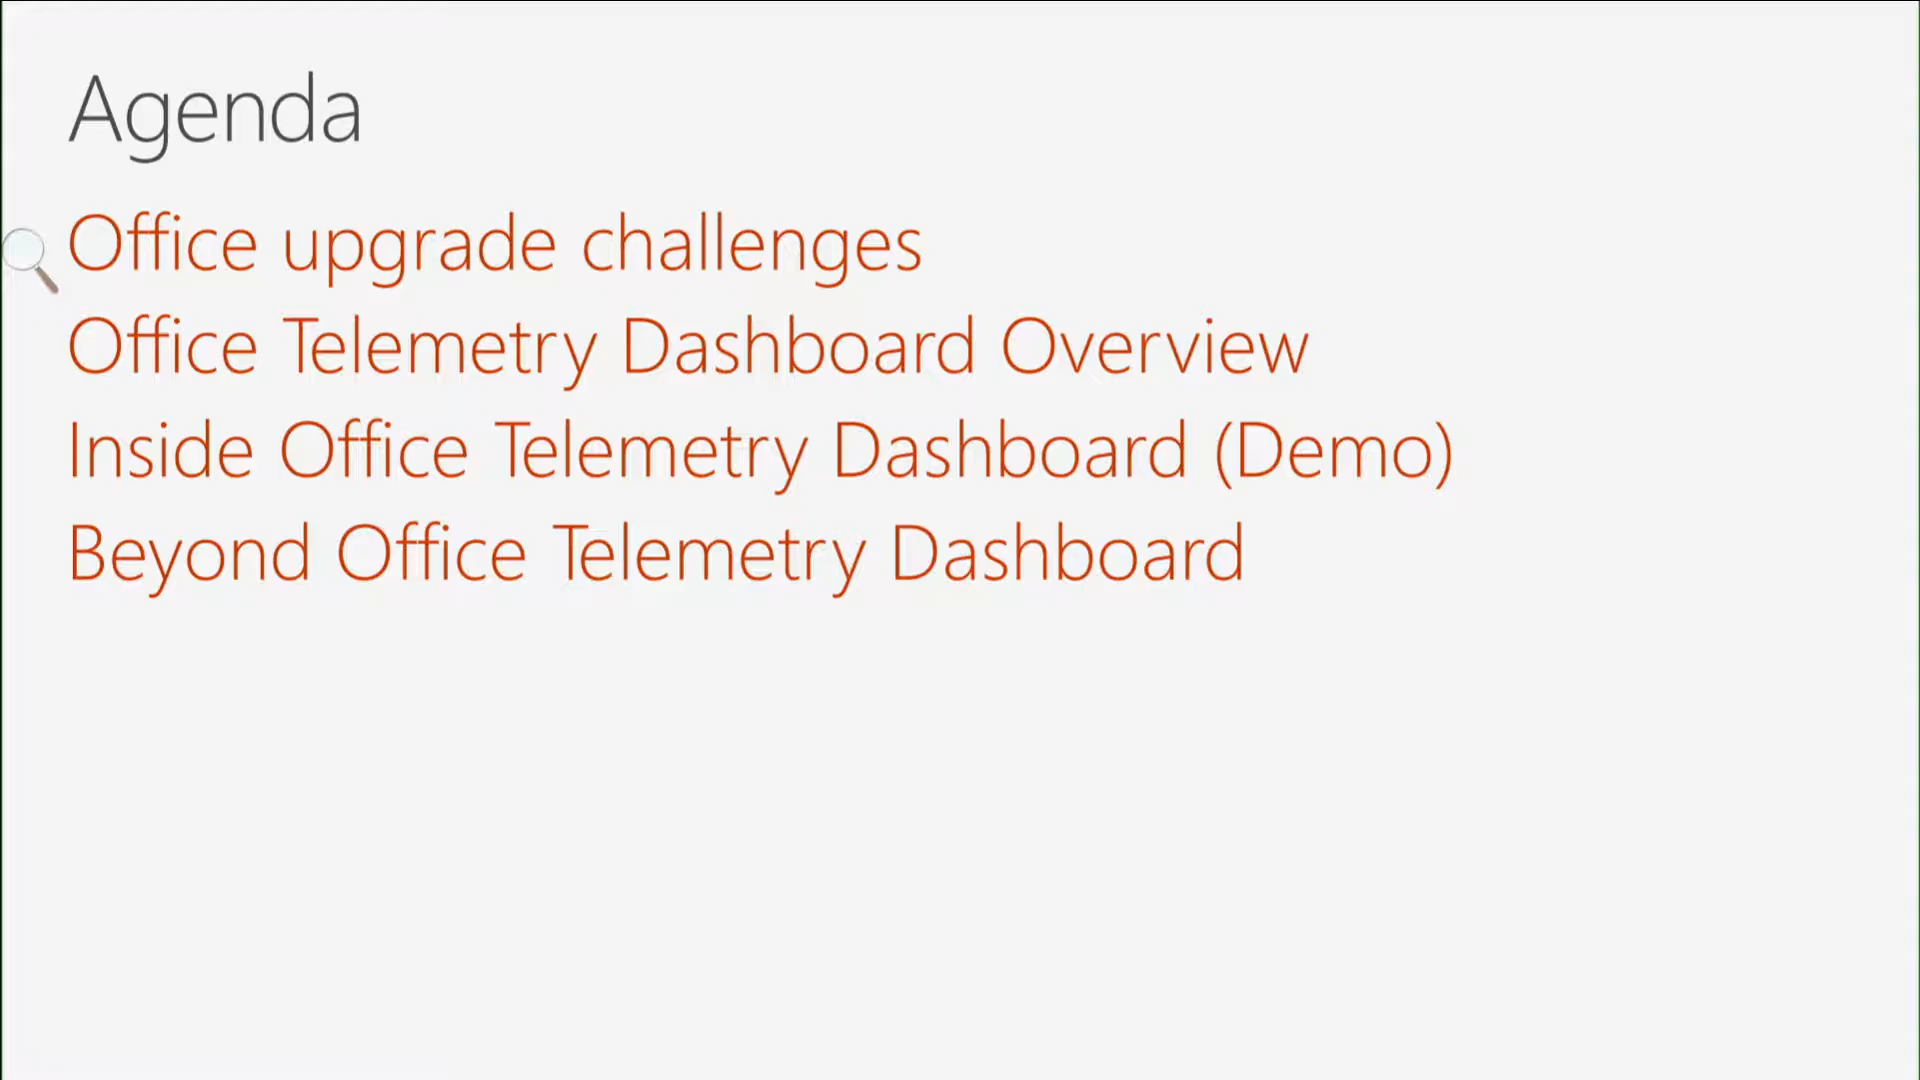 Agenda
Office upgrade challenges
Office Telemetry Dashboard Overview
Inside Office Telemetry Dashboard (Demo)
Beyond Office Telemetry Dashboard